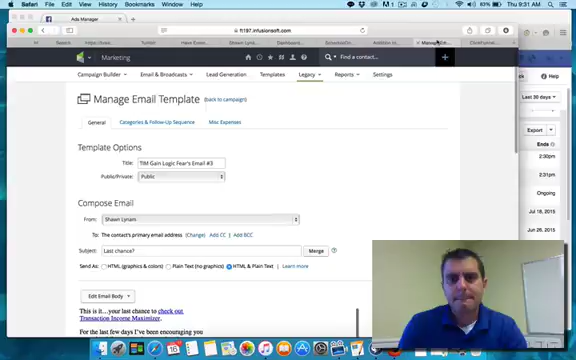 Safari File Edit View History Bookmarks Window Help
Thu 9:31 AM
Ads Manager
ft197.infusionsoft.com
Marketing
Find a contact...
Campaign Builder Email & Broadcasts Lead Generation Templates Legacy Reports Settings
Help
Manage Email Template (back to campaign)
Last 30 days
General Categories & Follow-Up Sequence Misc Expenses
Export
Ends
Template Options
2:30pm
Title: TIM Gain Logic Fear's Email #3
Public/Private: Public
2:31pm
Ongoing
Compose Email
Jul 18, 2015
From: Shawn Lynam
Jun 26, 2015
To: The contact's primary email address. (Change) Add CC Add BCC
Subject: Last chance? Merge
Send As: HTML (graphics & colors) Plain Text (no graphics) HTML & Plain Text Learn more
Edit Email Body
This is it...your last chance to check out
Transaction Income Maximizer.
For the last few days I've been encouraging you